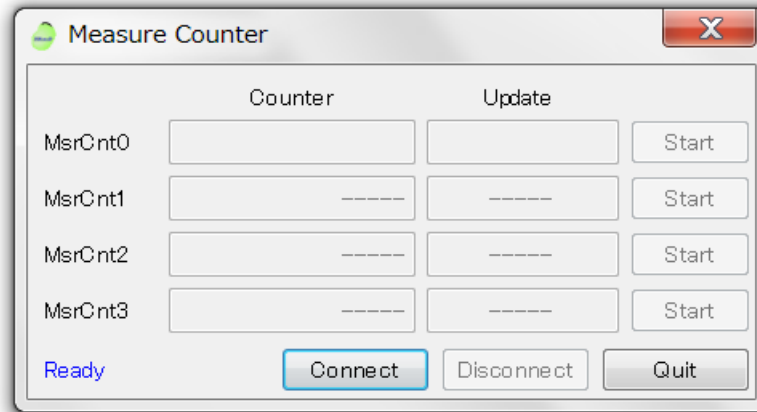 Measure Counter
Counter Update
MsrCnt0 Start
MsrCnt1 ----- ----- Start
MsrCnt2 ----- ----- Start
MsrCnt3 ----- ----- Start
Ready Connect Disconnect Quit